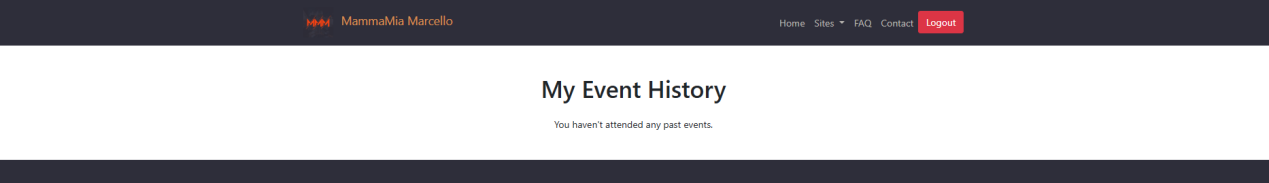 MMM MammaMia Marcello Home Sites FAQ Contact Logout
My Event History
You haven't attended any past events.